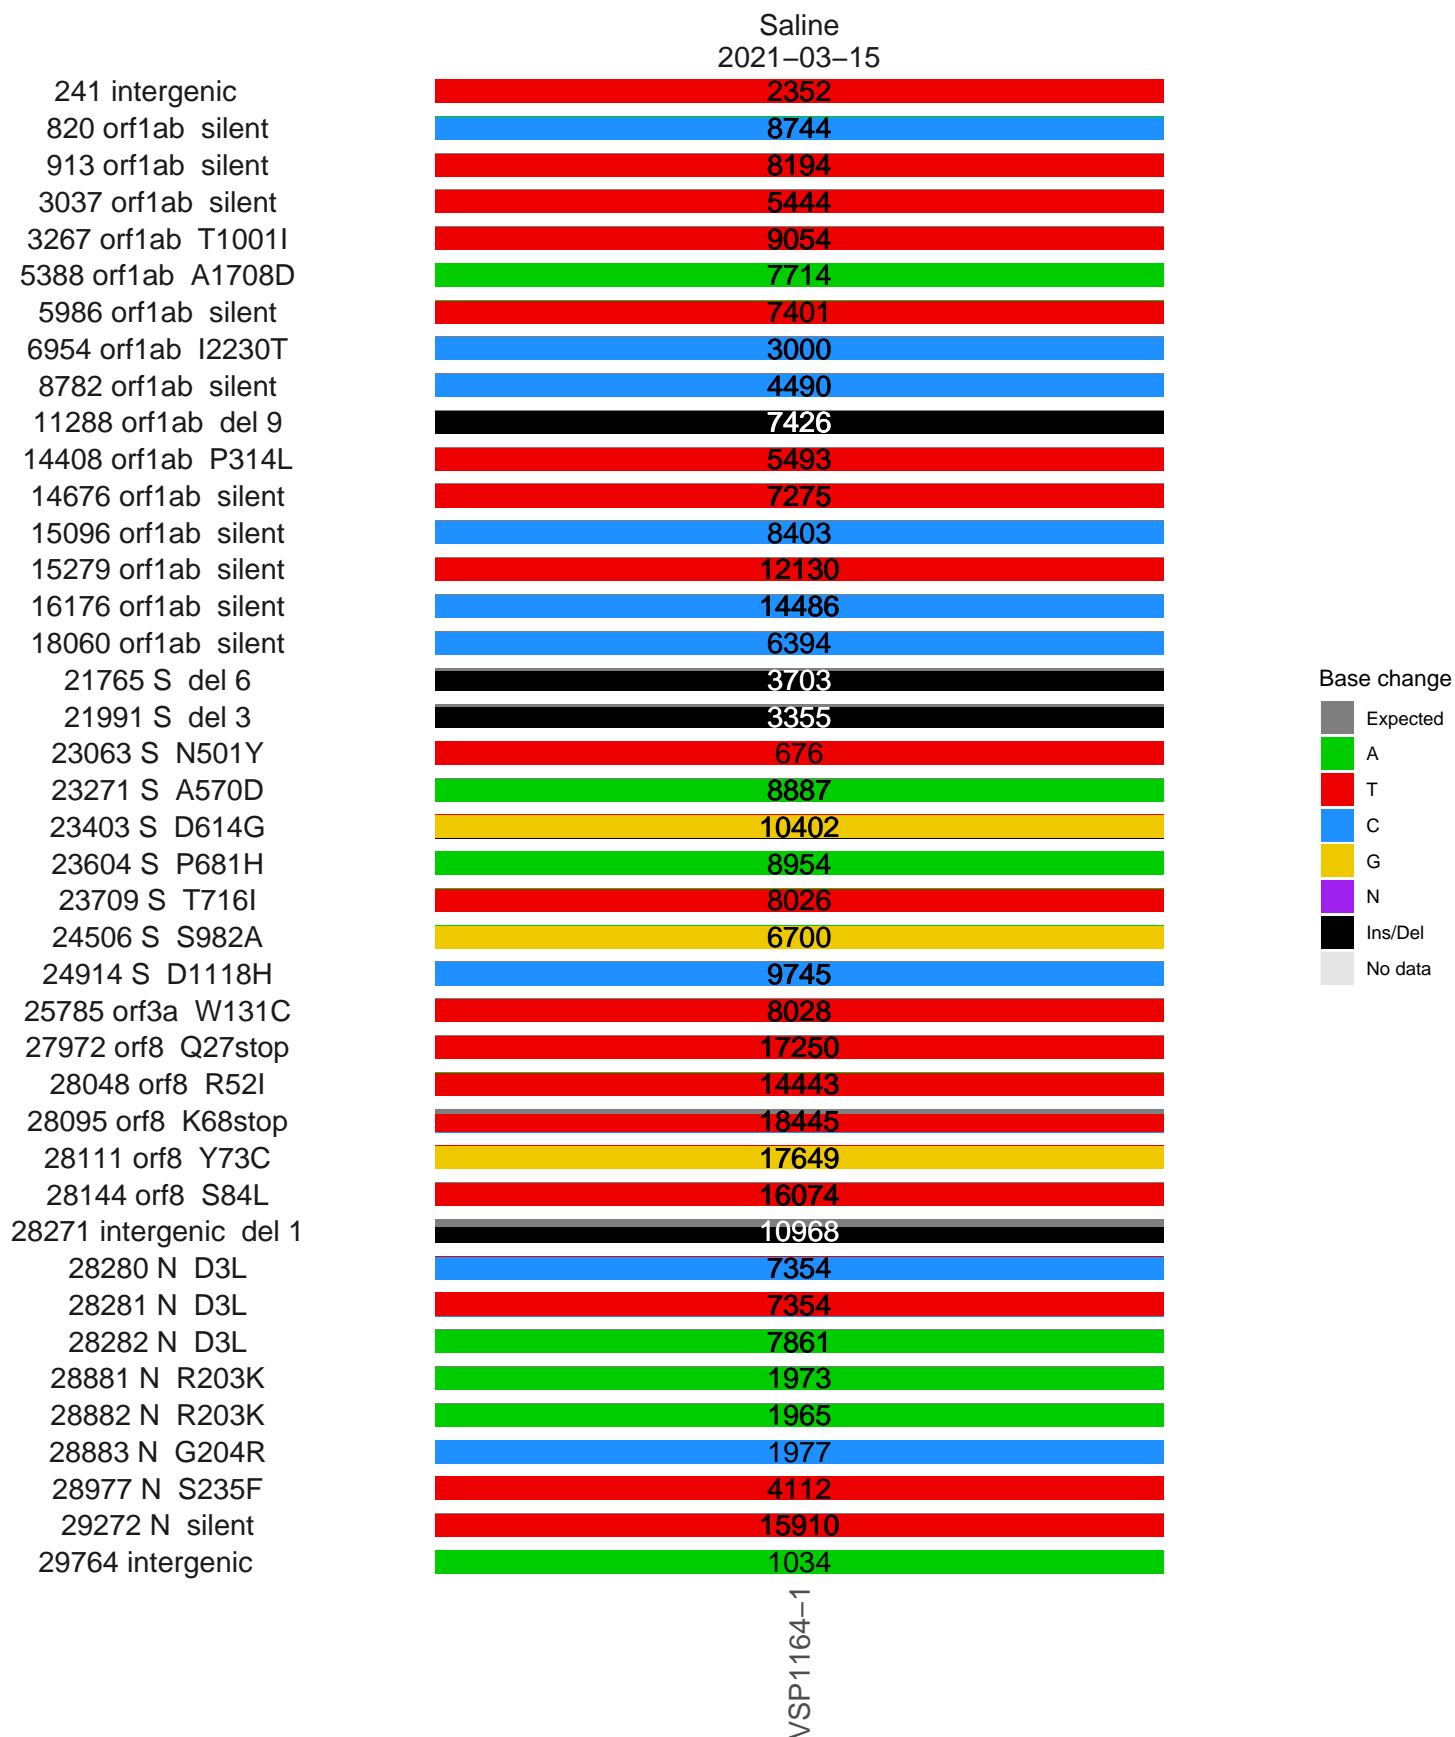 Saline
2021−03−15
241 intergenic 2352
820 orf1ab silent 8744
913 orf1ab silent 8194
3037 orf1ab silent 5444
3267 orf1ab T1001I 9054
5388 orf1ab A1708D 7714
5986 orf1ab silent 7401
6954 orf1ab I2230T 3000
8782 orf1ab silent 4490
11288 orf1ab del 9 7426
14408 orf1ab P314L 5493
14676 orf1ab silent 7275
15096 orf1ab silent 8403
15279 orf1ab silent 12130
16176 orf1ab silent 14486
18060 orf1ab silent 6394
21765 S del 6 3703
21991 S del 3 3355
23063 S N501Y 676
23271 S A570D 8887
23403 S D614G 10402
23604 S P681H 8954
23709 S T716I 8026
24506 S S982A 6700
24914 S D1118H 9745
25785 orf3a W131C 8028
27972 orf8 Q27stop 17250
28048 orf8 R52I 14443
28095 orf8 K68stop 18445
28111 orf8 Y73C 17649
28144 orf8 S84L 16074
28271 intergenic del 1 10968
28280 N D3L 7354
28281 N D3L 7354
28282 N D3L 7861
28881 N R203K 1973
28882 N R203K 1965
28883 N G204R 1977
28977 N S235F 4112
29272 N silent 15910
29764 intergenic 1034
VSP1164−1
Base change
Expected
A
T
C
G
N
Ins/Del
No data